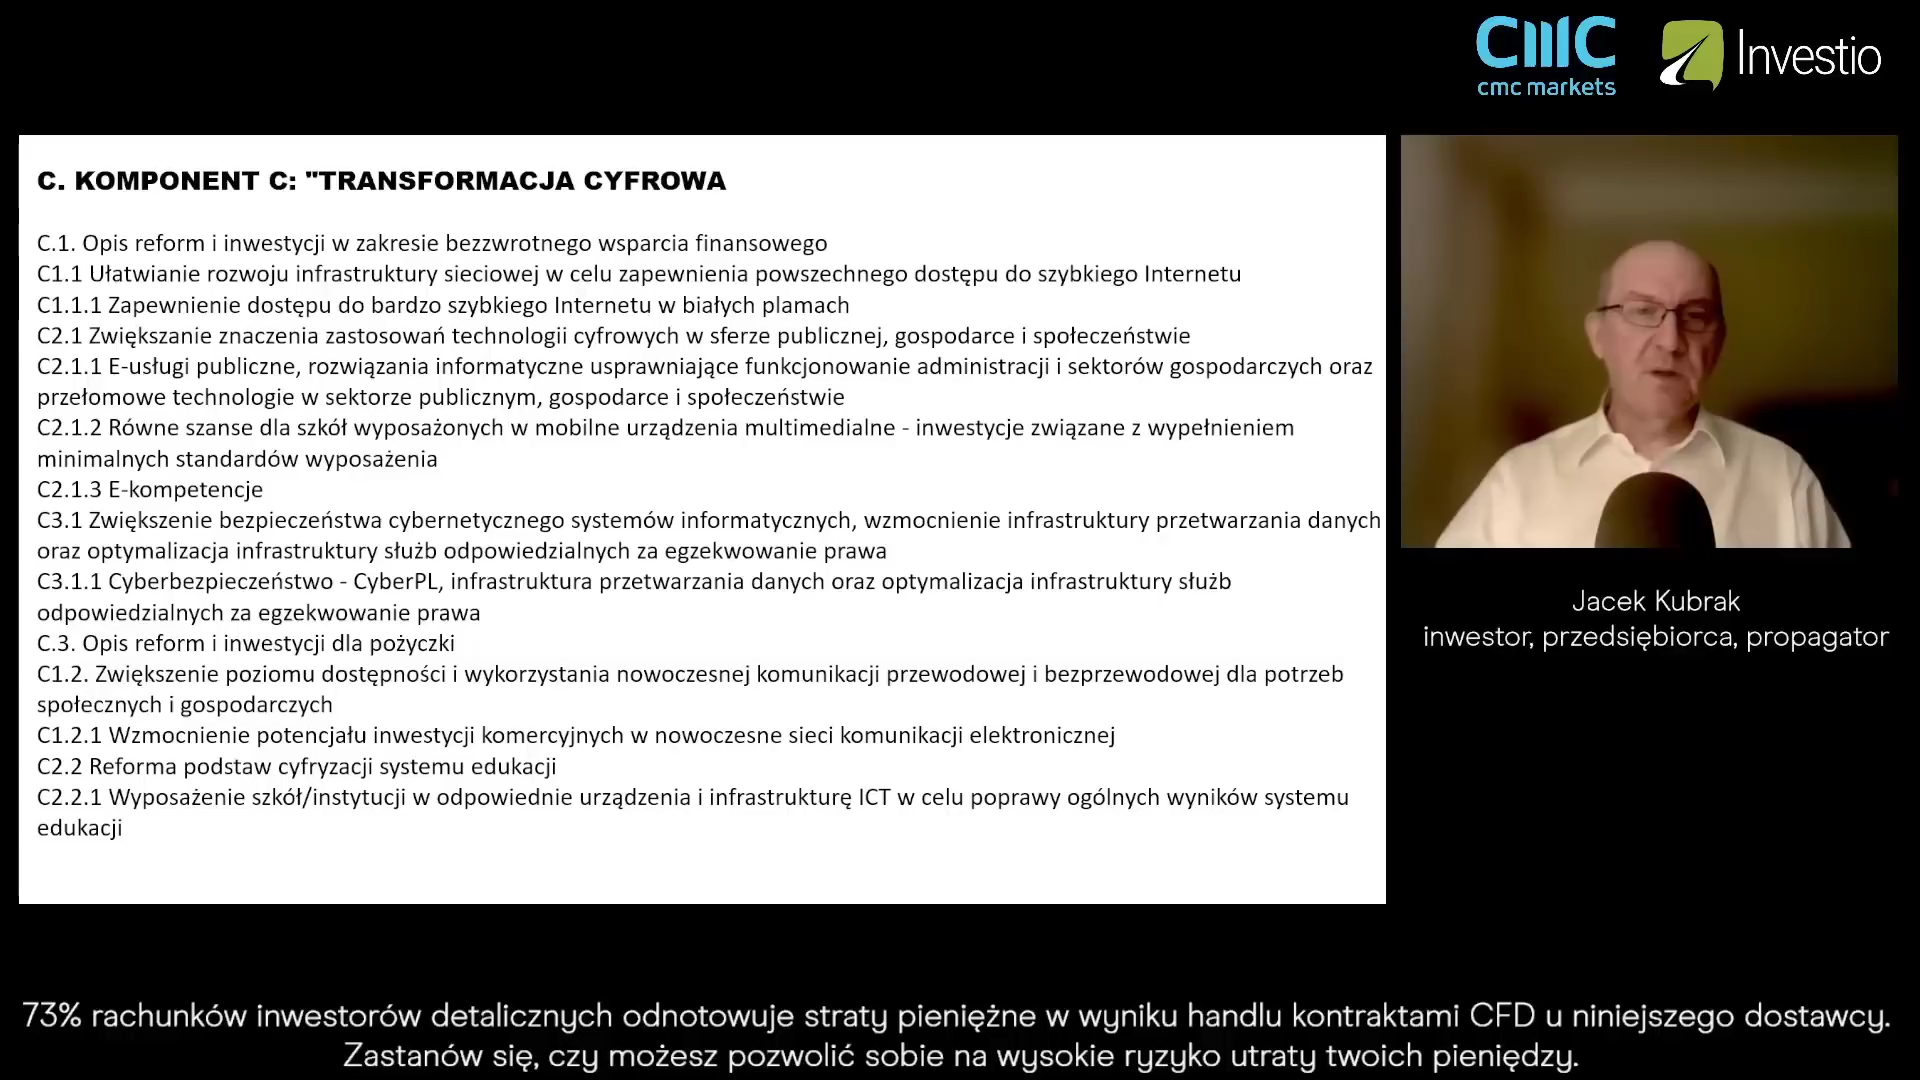 CMC
cmc markets
Investio
C. KOMPONENT C: "TRANSFORMACJA CYFROWA
C.1. Opis reform i inwestycji w zakresie bezzwrotnego wsparcia finansowego
C1.1 Ułatwianie rozwoju infrastruktury sieciowej w celu zapewnienia powszechnego dostępu do szybkiego Internetu
C1.1.1 Zapewnienie dostępu do bardzo szybkiego Internetu w białych plamach
C2.1 Zwiększanie znaczenia zastosowań technologii cyfrowych w sferze publicznej, gospodarce i społeczeństwie
C2.1.1 E-usługi publiczne, rozwiązania informatyczne usprawniające funkcjonowanie administracji i sektorów gospodarczych oraz
przełomowe technologie w sektorze publicznym, gospodarce i społeczeństwie
C2.1.2 Równe szanse dla szkół wyposażonych w mobilne urządzenia multimedialne - inwestycje związane z wypełnieniem
minimalnych standardów wyposażenia
C2.1.3 E-kompetencje
C3.1 Zwiększenie bezpieczeństwa cybernetycznego systemów informatycznych, wzmocnienie infrastruktury przetwarzania danych
oraz optymalizacja infrastruktury służb odpowiedzialnych za egzekwowanie prawa
C3.1.1 Cyberbezpieczeństwo - CyberPL, infrastruktura przetwarzania danych oraz optymalizacja infrastruktury służb
odpowiedzialnych za egzekwowanie prawa
C.3. Opis reform i inwestycji dla pożyczki
C1.2. Zwiększenie poziomu dostępności i wykorzystania nowoczesnej komunikacji przewodowej i bezprzewodowej dla potrzeb
społecznych i gospodarczych
C1.2.1 Wzmocnienie potencjału inwestycji komercyjnych w nowoczesne sieci komunikacji elektronicznej
C2.2 Reforma podstaw cyfryzacji systemu edukacji
C2.2.1 Wyposażenie szkół/instytucji w odpowiednie urządzenia i infrastrukturę ICT w celu poprawy ogólnych wyników systemu
edukacji
Jacek Kubrak
inwestor, przedsiębiorca, propagator
73% rachunków inwestorów detalicznych odnotowuje straty pieniężne w wyniku handlu kontraktami CFD u niniejszego dostawcy.
Zastanów się, czy możesz pozwolić sobie na wysokie ryzyko utraty twoich pieniędzy.